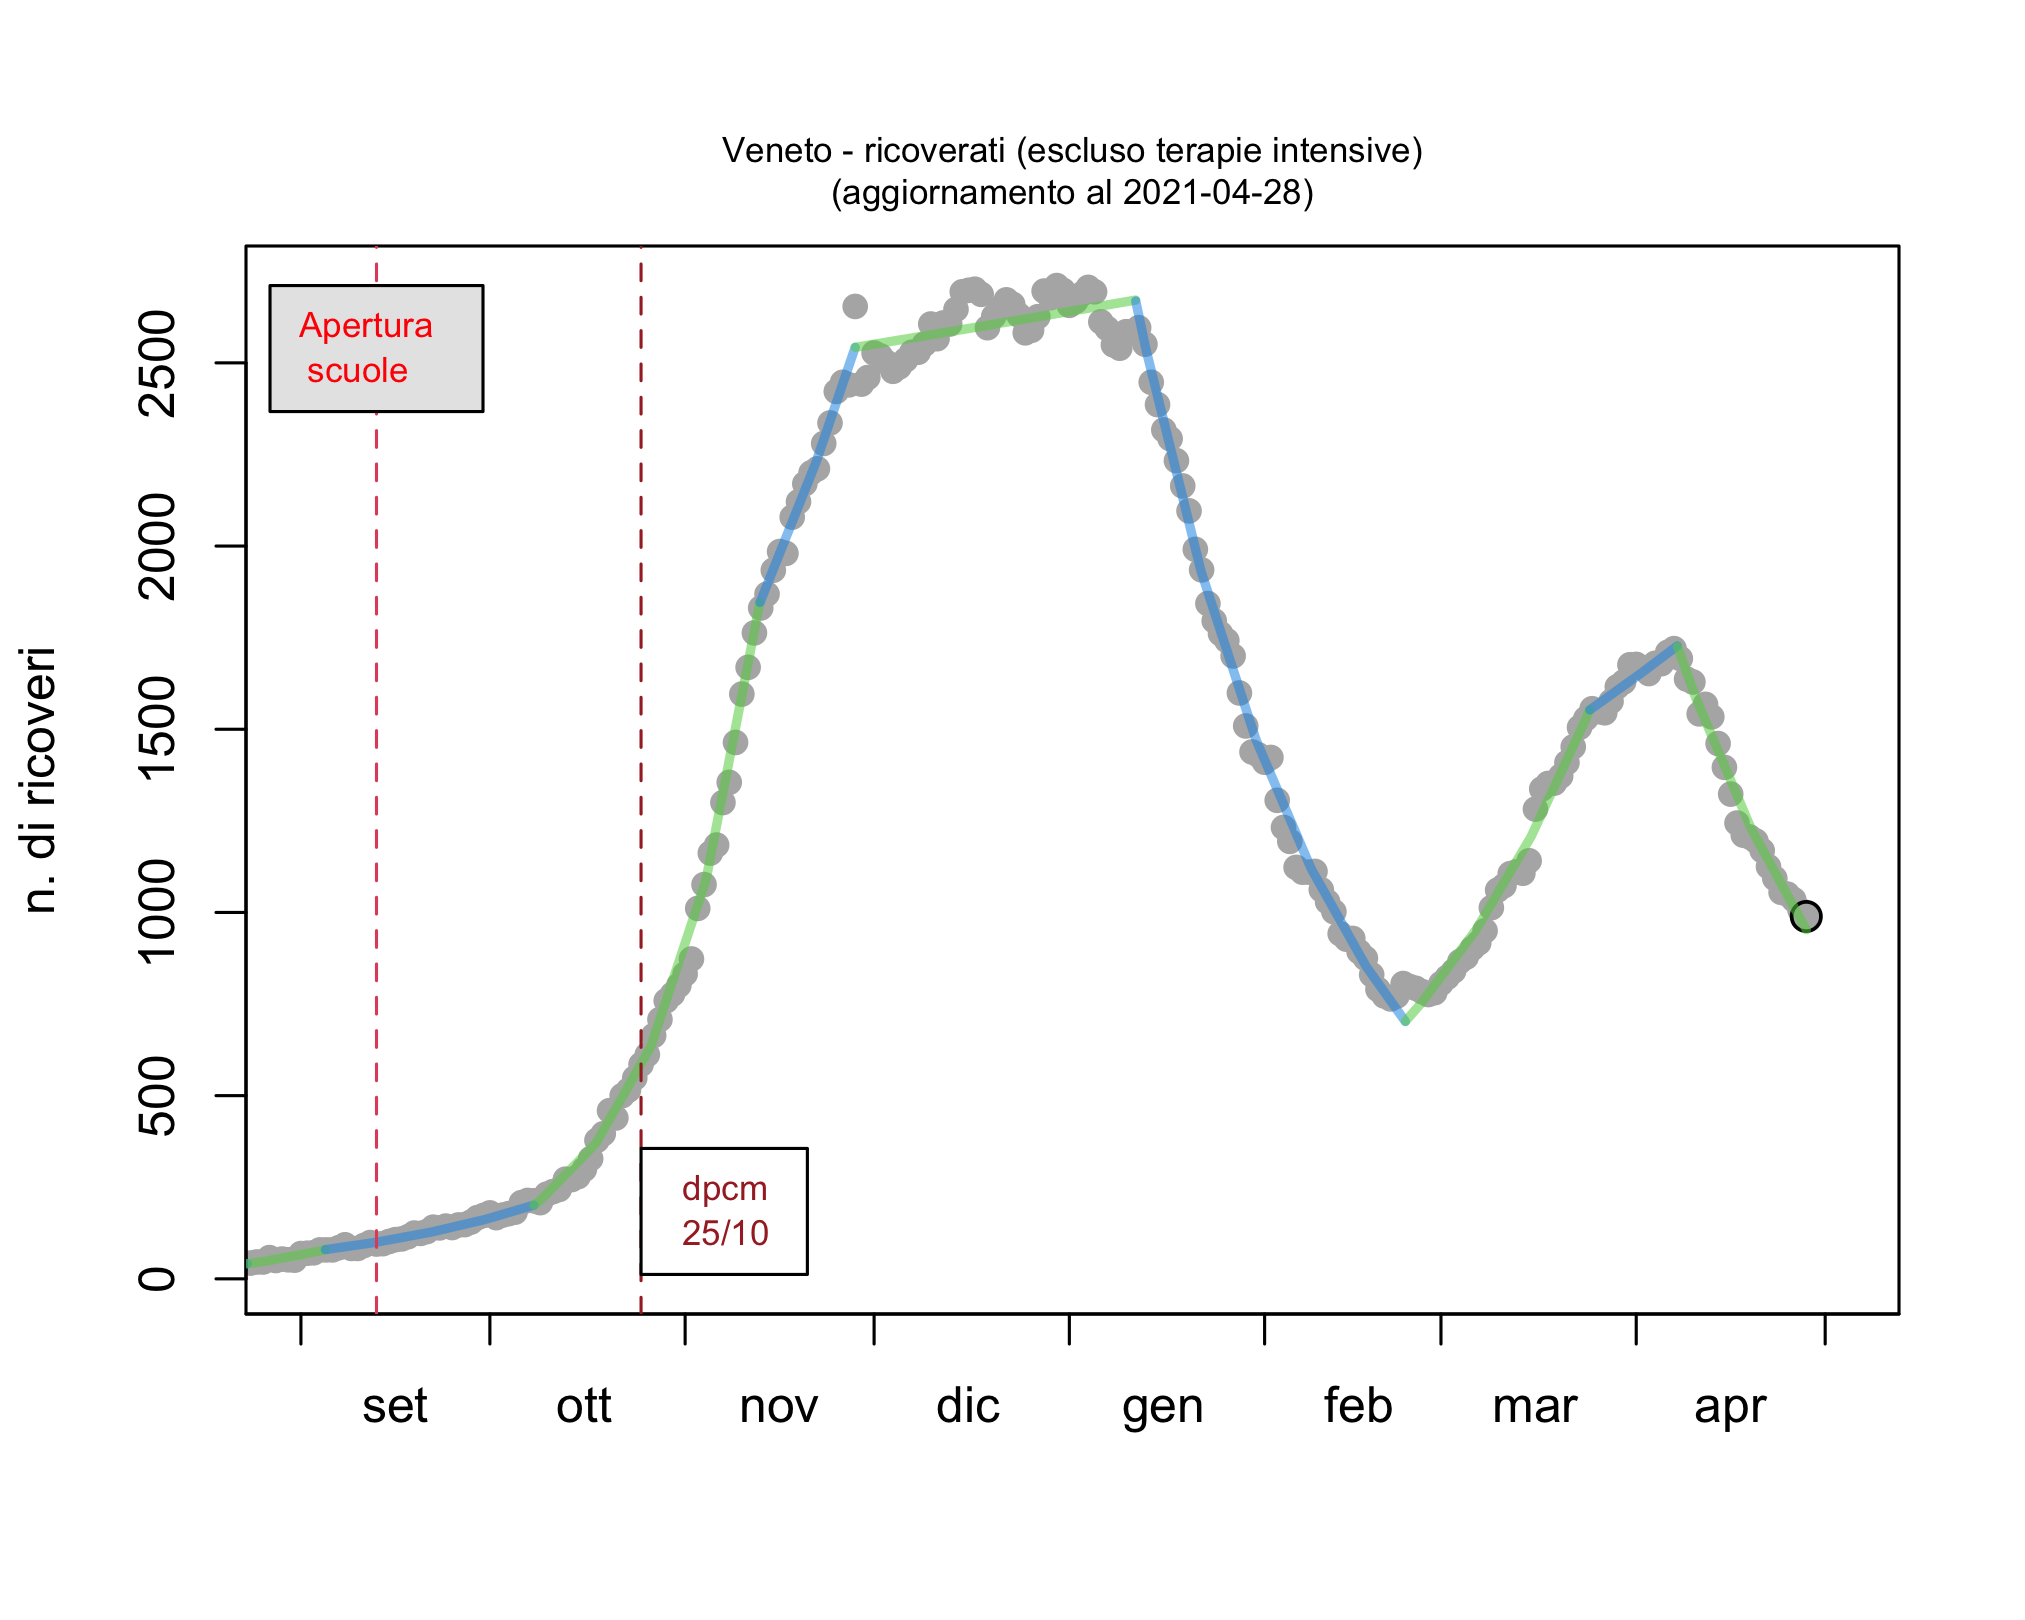 Veneto - ricoverati (escluso terapie intensive)
(aggiornamento al 2021-04-28)
Apertura
scuole
n. di ricoveri
2500
2000
1500
1000
500
0
dpcm
25/10
set ott nov dic gen feb mar apr